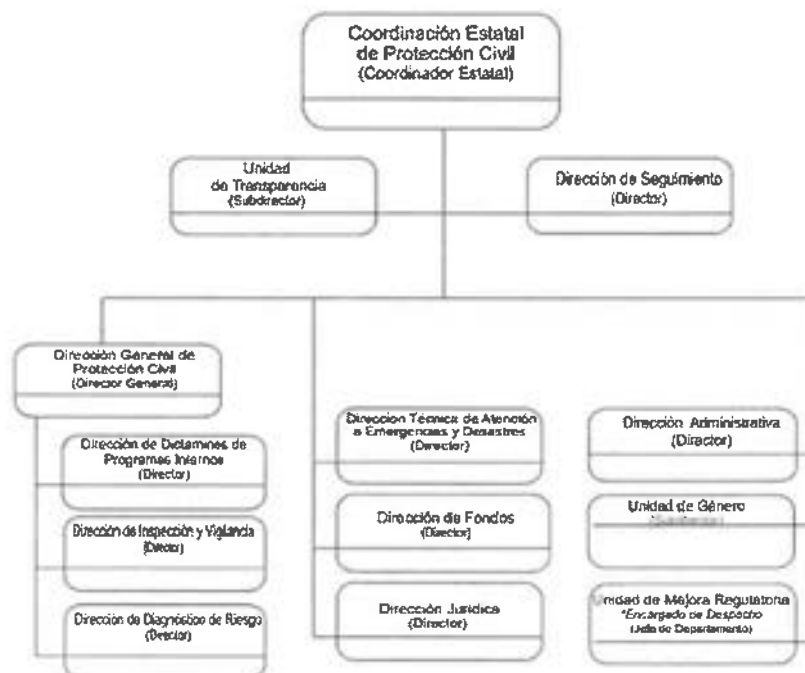 Coordinación Estatal
de Protección Civil
(Coordinador Estatal)
Unidad
de Transparencia
(Subdirector)
Dirección de Seguimiento
(Director)
Dirección General de
Protección Civil
(Director General)
Dirección de Dictamines de
Programas Internos
(Director)
Dirección de Inspección y Vigilancia
(Director)
Dirección de Diagnóstico de Riesgo
(Director)
Direccion Técnica de Atención
a Emergencias y Desastres
(Director)
Dirección de Fondos
(Director)
Dirección Jurídica
(Director)
Dirección Administrativa
(Director)
Unidad de Género
Unidad de Mejora Regulatoria
*Encargado de Despacho
(Jefa de Departamento)